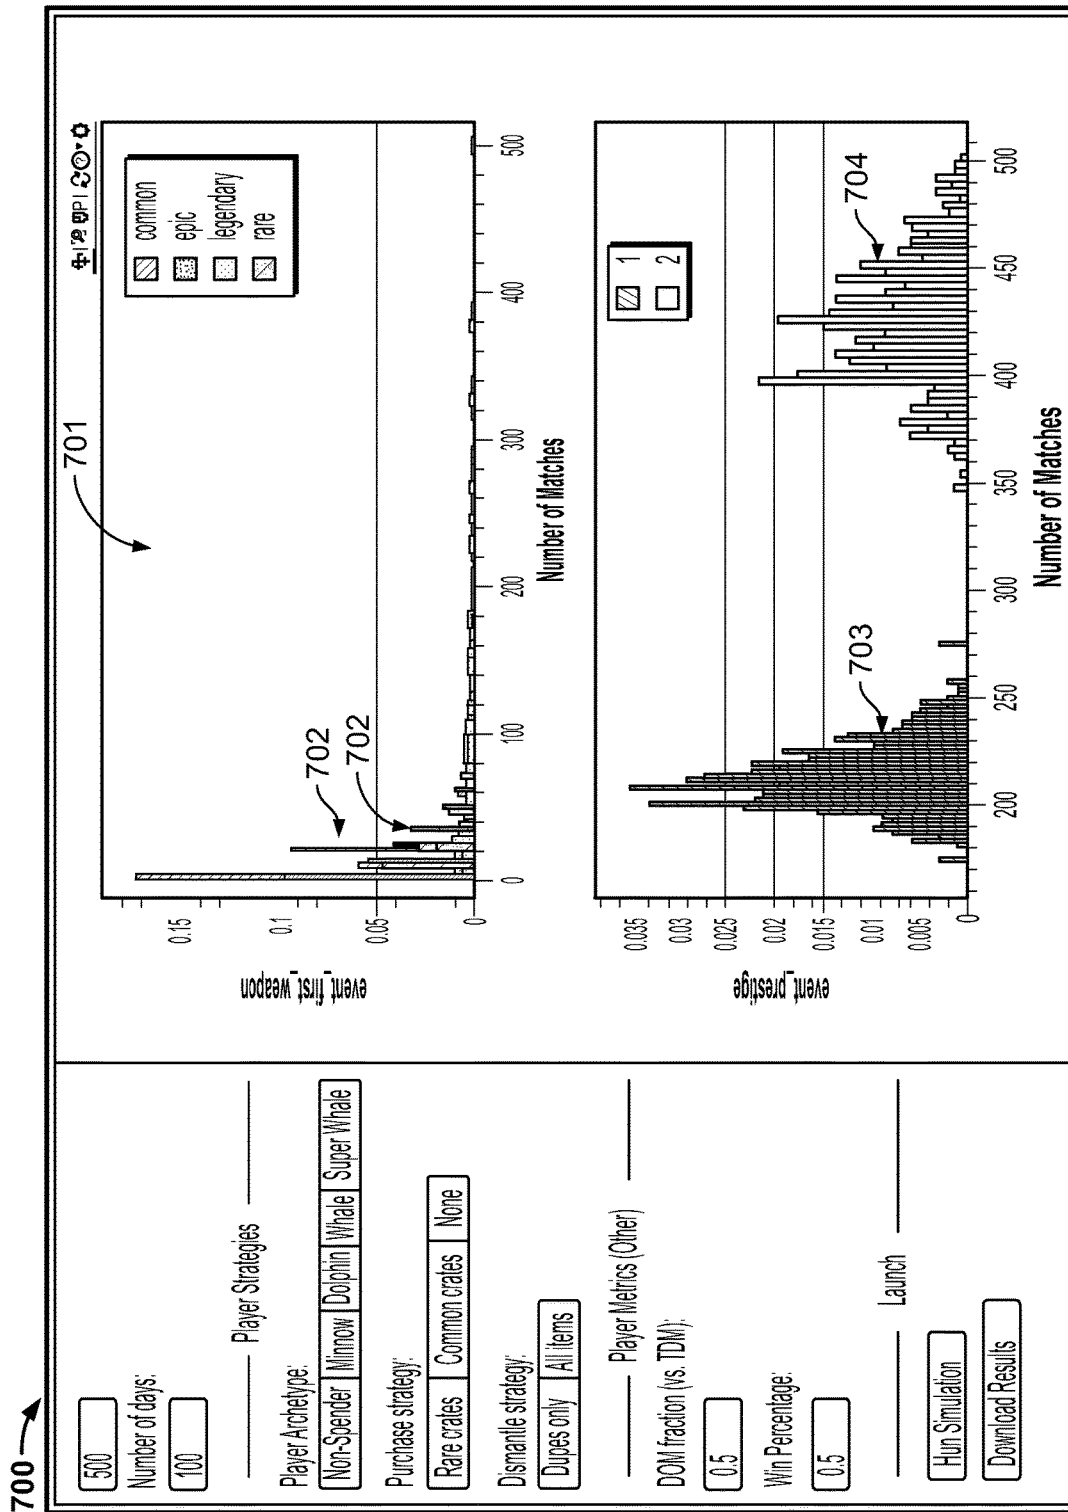 700
500
Number of days:
100
Player Strategies
Player Archetype:
Non-Spender Minnow Dolphin Whale Super Whale
Purchase strategy:
Rare crates Common crates None
Dismantle strategy:
Dupes only All items
Player Metrics (Other)
DOM fraction (vs. TDM):
0.5
Win Percentage:
0.5
Launch
Hun Simulation
Download Results
701
common
epic
legendary
rare
702
702
event_first_weapon
0.15
0.1
0.05
0
0 100 200 300 400 500
Number of Matches
1
2
703
704
event_prestige
0.035
0.03
0.025
0.02
0.015
0.01
0.005
0
200 250 300 350 400 450 500
Number of Matches